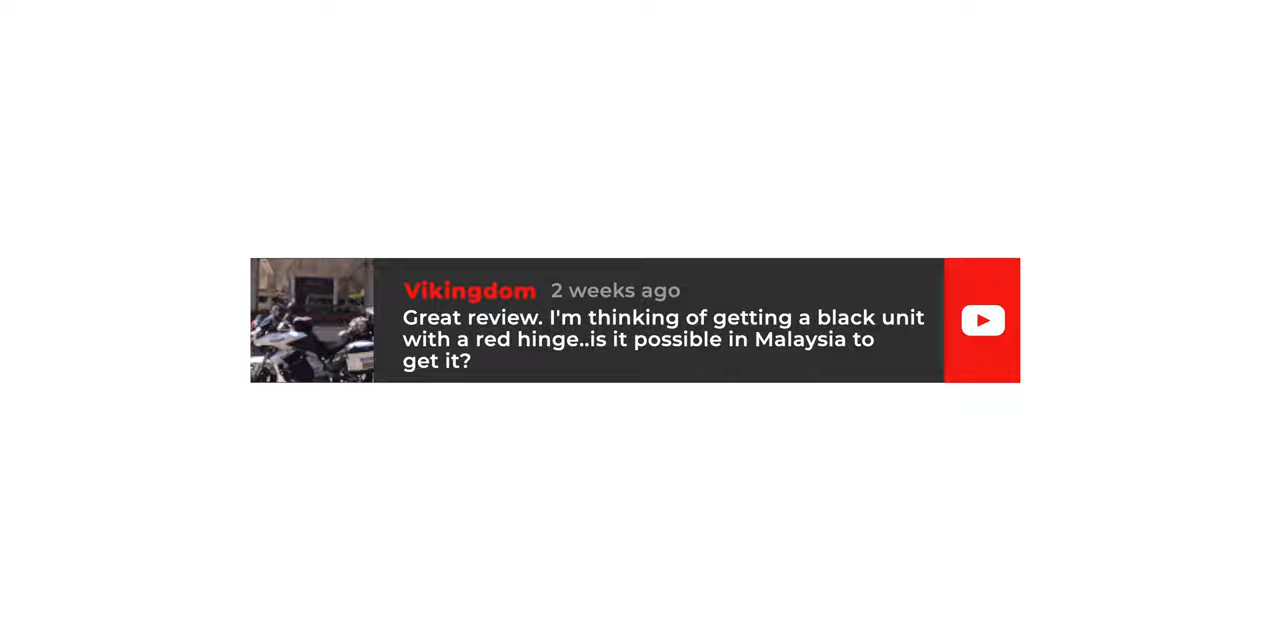 Vikingdom 2 weeks ago
Great review. I'm thinking of getting a black unit
with a red hinge..is it possible in Malaysia to
get it?